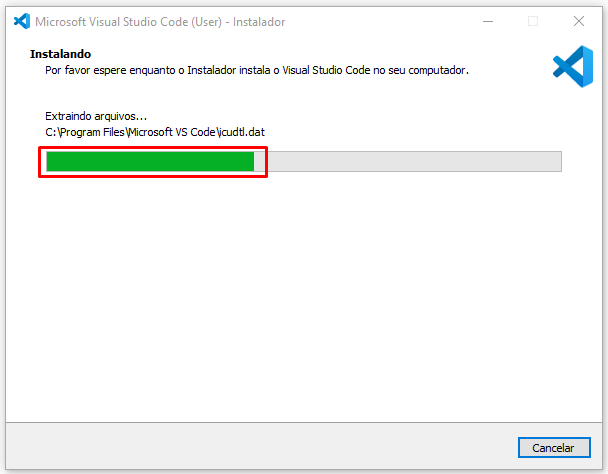 Microsoft Visual Studio Code (User) - Instalador
Instalando
Por favor espere enquanto o Instalador instala o Visual Studio Code no seu computador.
Extraindo arquivos...
C:\Program Files\Microsoft VS Code\icudtl.dat
Cancelar